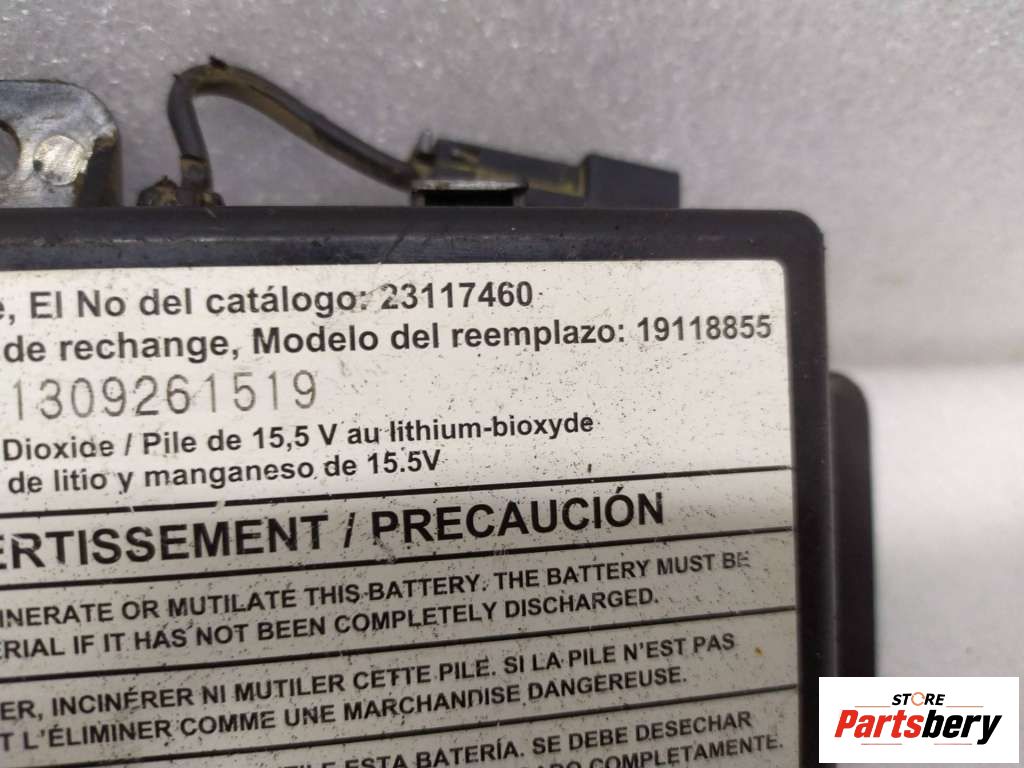 , El No del catálogo: 23117460
de rechange, Modelo del reemplazo: 19118855
1309261519
Dioxide / Pile de 15,5 V au lithium-bioxyde
de litio y manganeso de 15.5V
ERTISSEMENT / PRECAUCIÓN
INERATE OR MUTILATE THIS BATTERY. THE BATTERY MUST BE
ERIAL IF IT HAS NOT BEEN COMPLETELY DISCHARGED.
ER, INCINÉRER NI MUTILER CETTE PILE. SI LA PILE N'EST PAS
T L'ÉLIMINER COMME UNE MARCHANDISE DANGEREUSE.
ESTA BATERÍA. SE DEBE DESECHAR
COMPLETAMENTE.
STORE
Partsbery